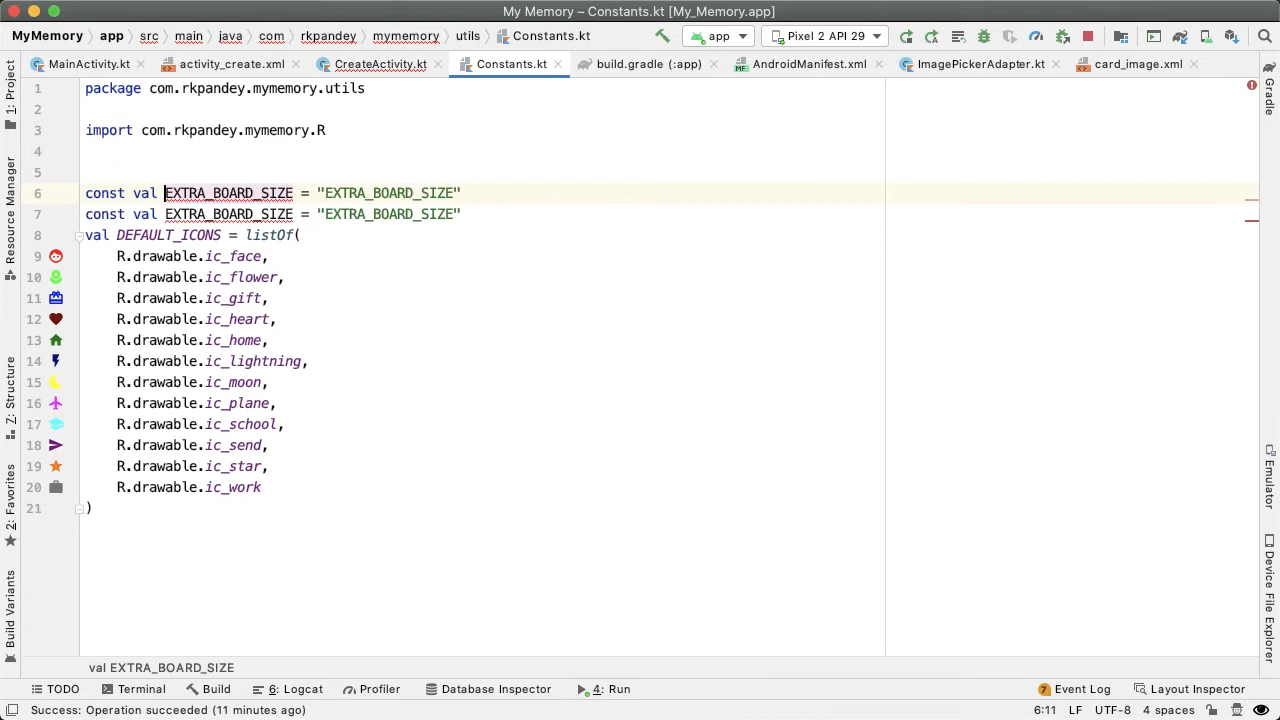 My Memory – Constants.kt [My_Memory.app]
MyMemory app src main java com rkpandey mymemory utils Constants.kt app Pixel 2 API 29
MainActivity.kt activity_create.xml CreateActivity.kt Constants.kt build.gradle (:app) AndroidManifest.xml ImagePickerAdapter.kt card_image.xml
1: Project
Resource Manager
Z: Structure
2: Favorites
Build Variants
1 package com.rkpandey.mymemory.utils
2
3 import com.rkpandey.mymemory.R
4
5
6 const val EXTRA_BOARD_SIZE = "EXTRA_BOARD_SIZE"
7 const val EXTRA_BOARD_SIZE = "EXTRA_BOARD_SIZE"
8 val DEFAULT_ICONS = listOf(
9 R.drawable.ic_face,
10 R.drawable.ic_flower,
11 R.drawable.ic_gift,
12 R.drawable.ic_heart,
13 R.drawable.ic_home,
14 R.drawable.ic_lightning,
15 R.drawable.ic_moon,
16 R.drawable.ic_plane,
17 R.drawable.ic_school,
18 R.drawable.ic_send,
19 R.drawable.ic_star,
20 R.drawable.ic_work
21 )
Gradle
Emulator
Device File Explorer
val EXTRA_BOARD_SIZE
TODO Terminal Build 6: Logcat Profiler Database Inspector 4: Run 7 Event Log Layout Inspector
Success: Operation succeeded (11 minutes ago) 6:11 LF UTF-8 4 spaces